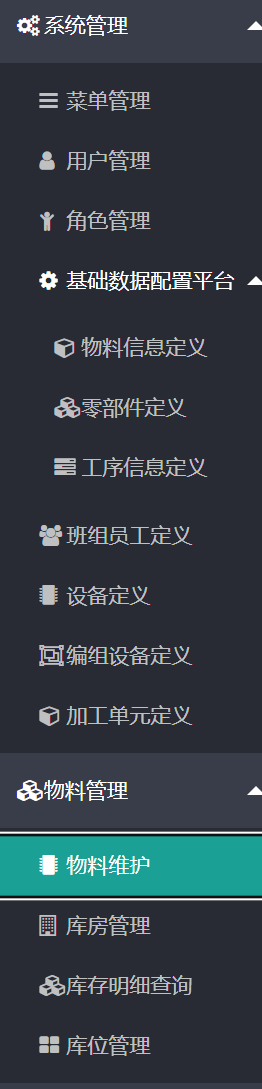 系统管理
菜单管理
用户管理
角色管理
基础数据配置平台
物料信息定义
零部件定义
工序信息定义
班组员工定义
设备定义
编组设备定义
加工单元定义
物料管理
物料维护
库房管理
库存明细查询
库位管理